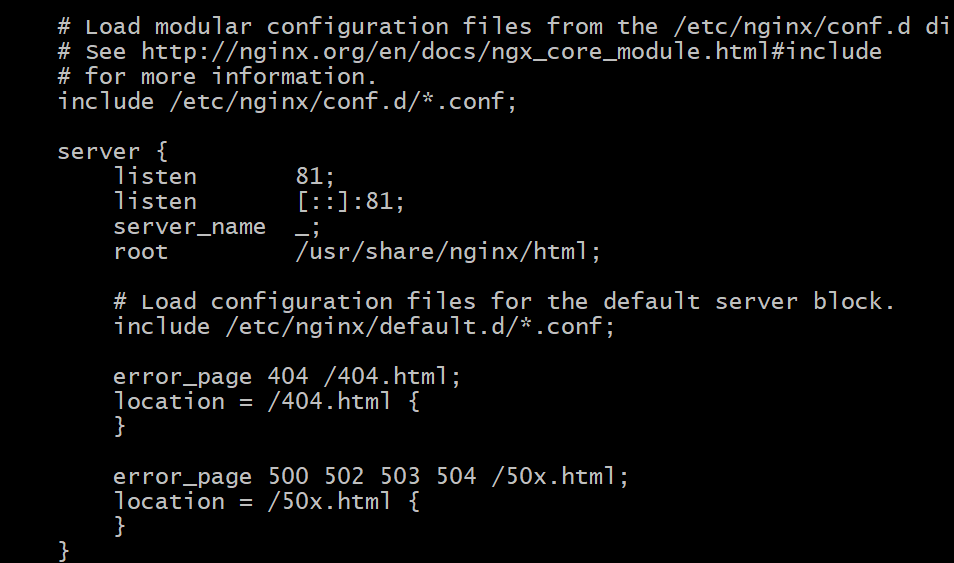 # Load modular configuration files from the /etc/nginx/conf.d di
# See http://nginx.org/en/docs/ngx_core_module.html#include
# for more information.
include /etc/nginx/conf.d/*.conf;
server {
listen 81;
listen [::]:81;
server_name _;
root /usr/share/nginx/html;
# Load configuration files for the default server block.
include /etc/nginx/default.d/*.conf;
error_page 404 /404.html;
location = /404.html {
}
error_page 500 502 503 504 /50x.html;
location = /50x.html {
}
}